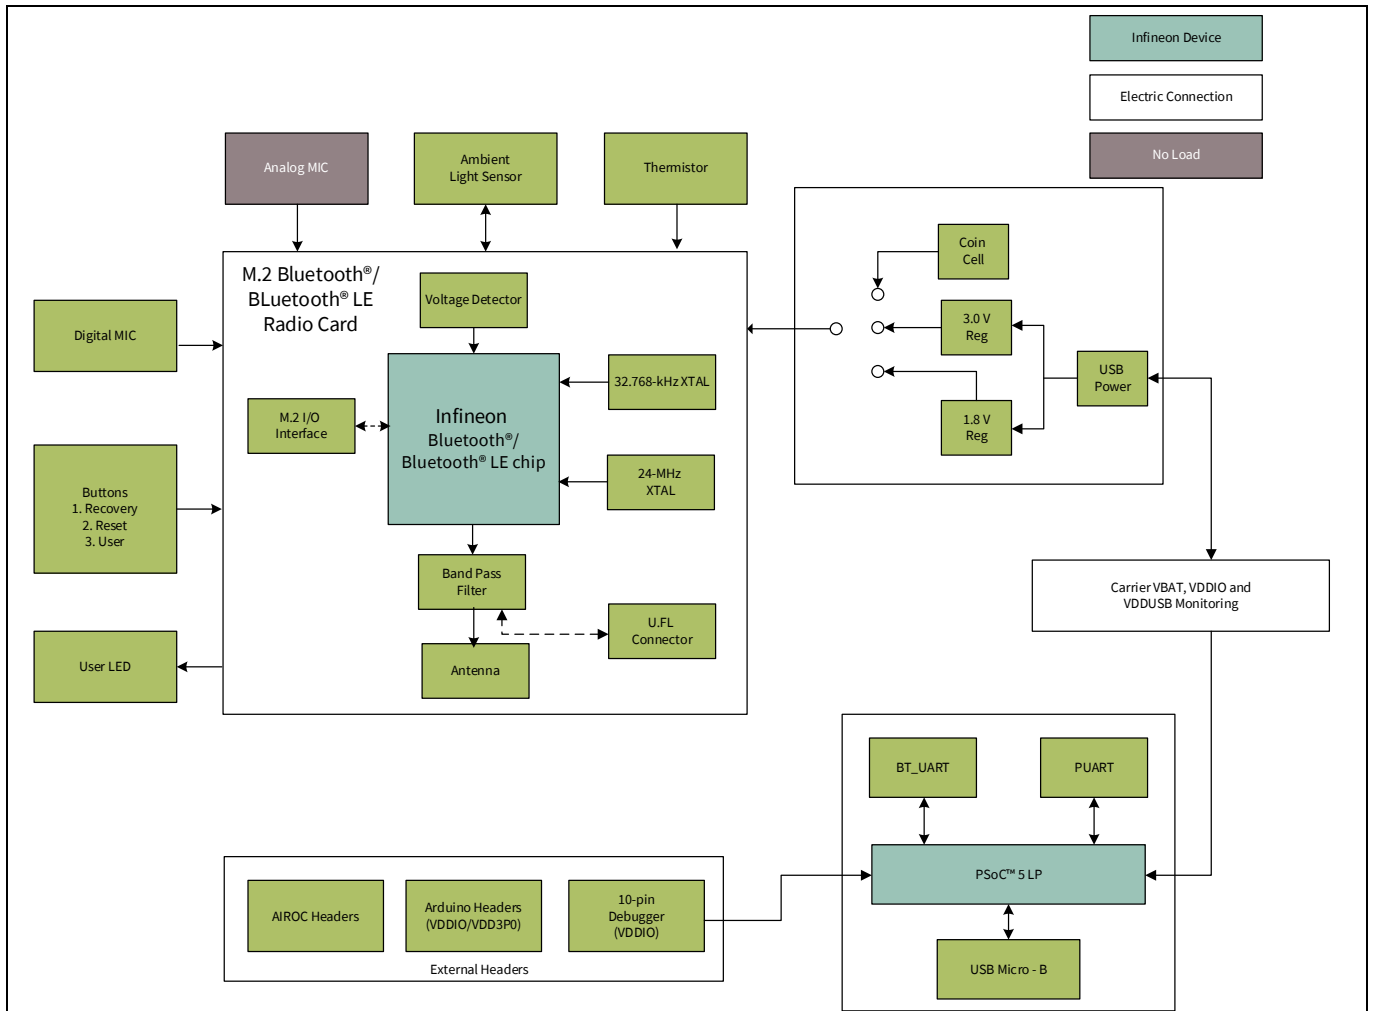 Infineon Device
Electric Connection
No Load
Analog MIC
Ambient
Light Sensor
Thermistor
M.2 Bluetooth®/
BLuetooth® LE
Radio Card
Voltage Detector
Coin
Cell
Digital MIC
3.0 V
Reg
USB
Power
32.768-kHz XTAL
M.2 I/O
Interface
Infineon
Bluetooth®/
Bluetooth® LE chip
1.8 V
Reg
24-MHz
XTAL
Buttons
1. Recovery
2. Reset
3. User
Band Pass
Filter
Carrier VBAT, VDDIO and
VDDUSB Monitoring
U.FL
Connector
User LED
Antenna
BT_UART
PUART
PSoC™ 5 LP
AIROC Headers
Arduino Headers
(VDDIO/VDD3P0)
10-pin
Debugger
(VDDIO)
External Headers
USB Micro - B